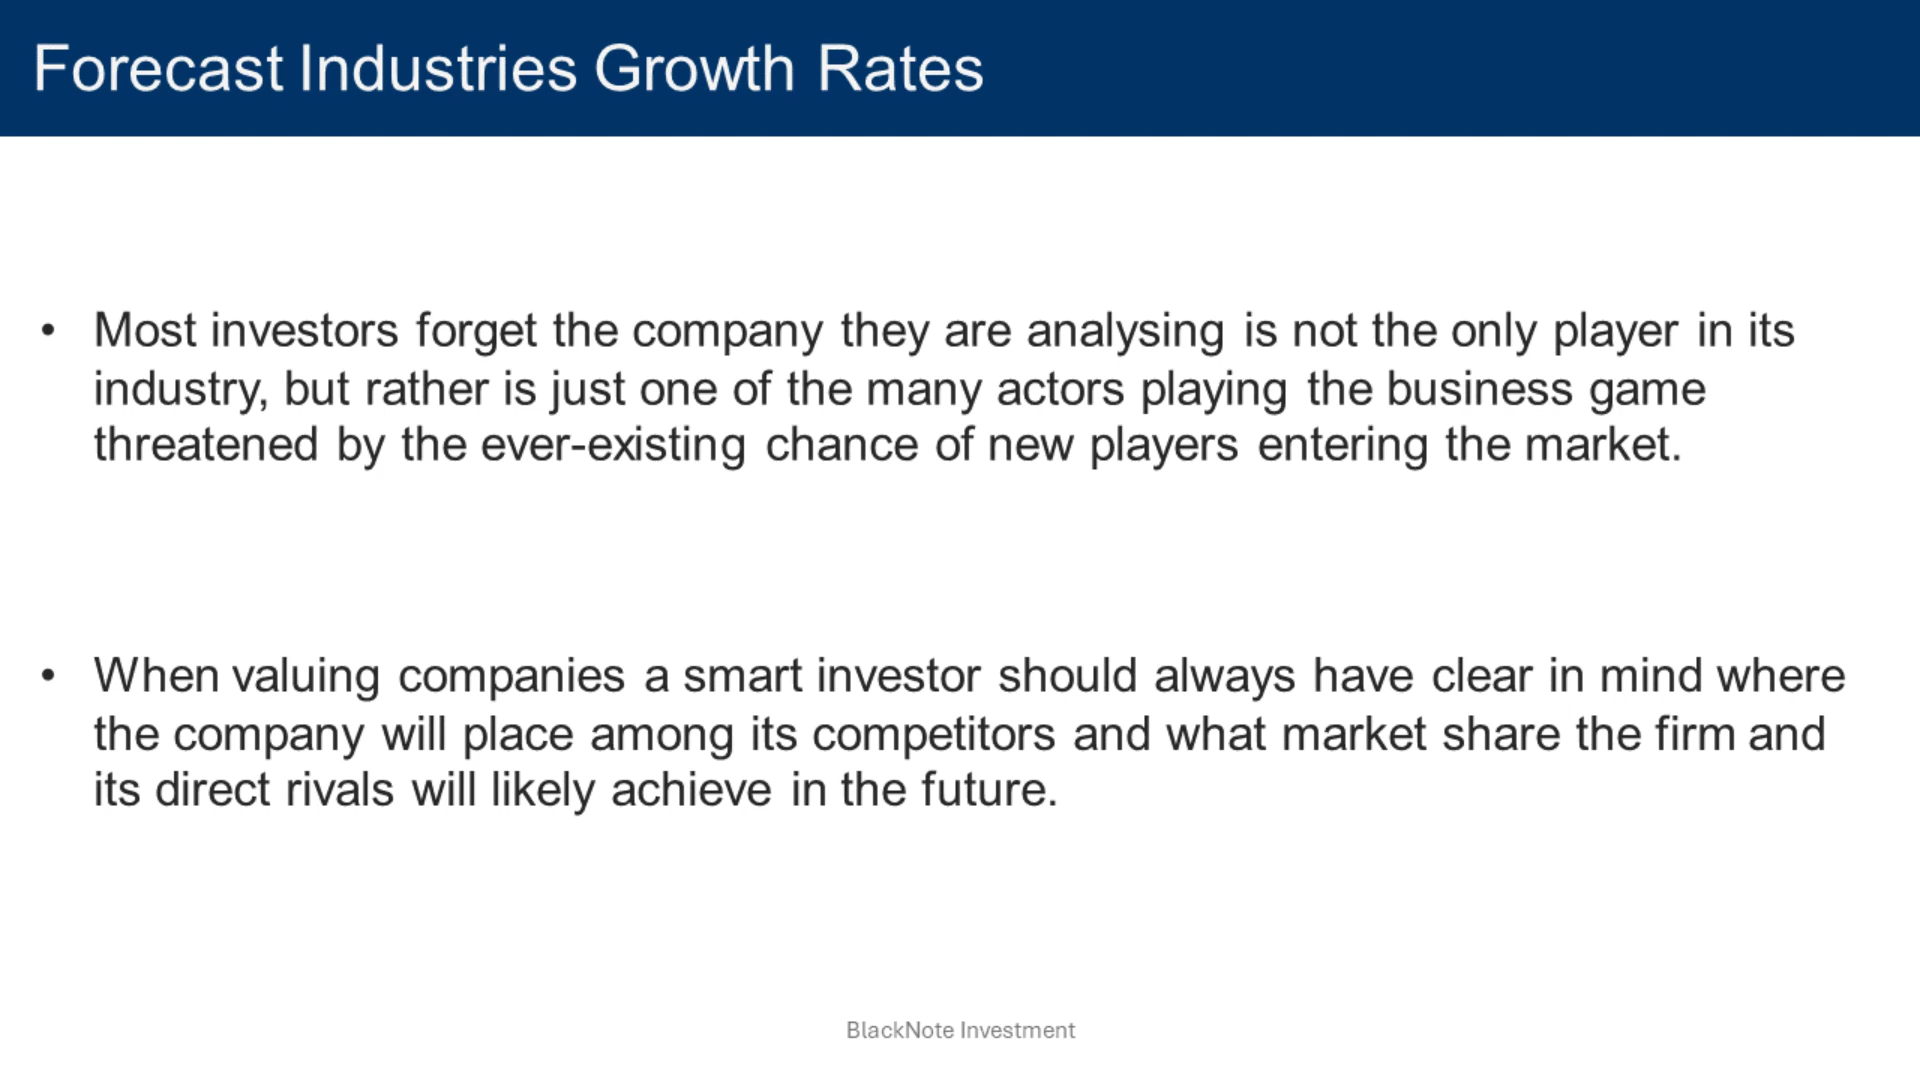 Forecast Industries Growth Rates
• Most investors forget the company they are analysing is not the only player in its
industry, but rather is just one of the many actors playing the business game
threatened by the ever-existing chance of new players entering the market.
• When valuing companies a smart investor should always have clear in mind where
the company will place among its competitors and what market share the firm and
its direct rivals will likely achieve in the future.
BlackNote Investment